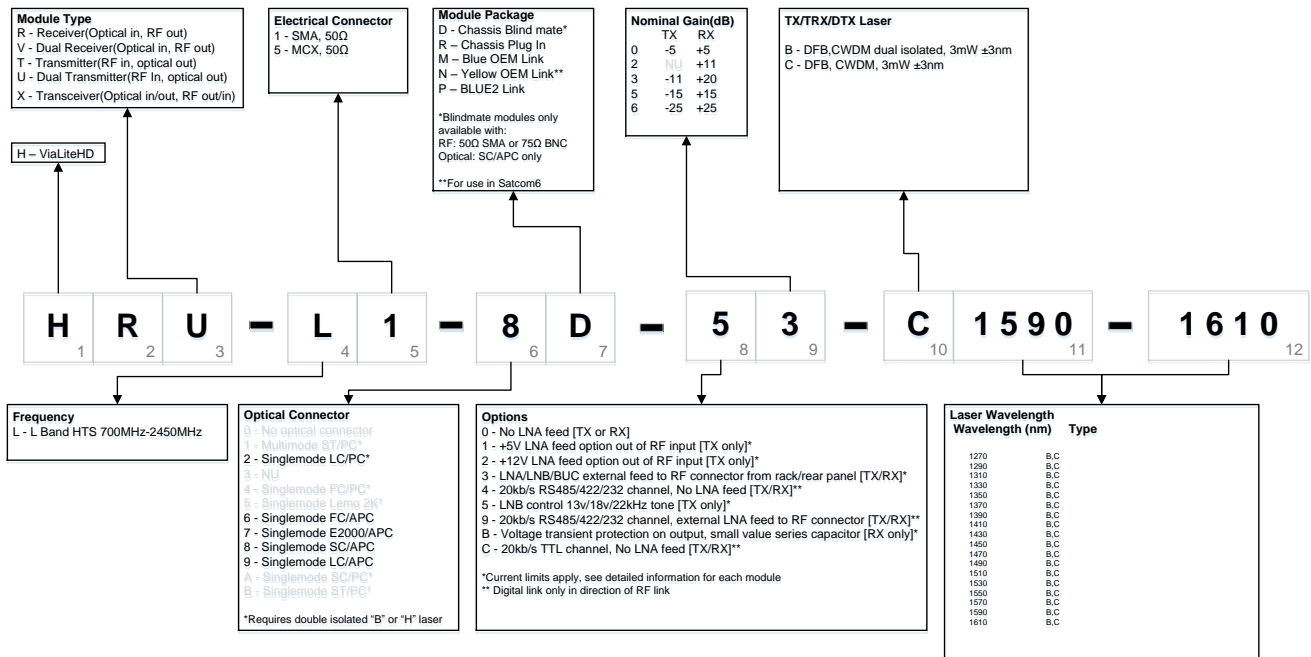 Module Type
R - Receiver(Optical in, RF out)
V - Dual Receiver(Optical in, RF out)
T - Transmitter(RF in, optical out)
U - Dual Transmitter(RF In, optical out)
X - Transceiver(Optical in/out, RF out/in)
H – ViaLiteHD
Electrical Connector
1 - SMA, 50Ω
5 - MCX, 50Ω
Module Package
D - Chassis Blind mate*
R – Chassis Plug In
M – Blue OEM Link
N – Yellow OEM Link**
P – BLUE2 Link
*Blindmate modules only
available with:
RF: 50Ω SMA or 75Ω BNC
Optical: SC/APC only
**For use in Satcom6
Nominal Gain(dB)
TX RX
0 -5 +5
2 NU +11
3 -11 +20
5 -15 +15
6 -25 +25
TX/TRX/DTX Laser
B - DFB,CWDM dual isolated, 3mW ±3nm
C - DFB, CWDM, 3mW ±3nm
H R U - L 1 - 8 D - 5 3 - C 1590 - 1610
1 2 3 4 5 6 7 8 9 10 11 12
Frequency
L - L Band HTS 700MHz-2450MHz
Optical Connector
0 - No optical connector
1 - Multimode ST/PC*
2 - Singlemode LC/PC*
3 - NU
4 - Singlemode FC/PC*
5 - Singlemode Lemo 2K*
6 - Singlemode FC/APC
7 - Singlemode E2000/APC
8 - Singlemode SC/APC
9 - Singlemode LC/APC
A - Singlemode SC/PC*
B - Singlemode ST/PC*
*Requires double isolated “B” or “H” laser
Options
0 - No LNA feed [TX or RX]
1 - +5V LNA feed option out of RF input [TX only]*
2 - +12V LNA feed option out of RF input [TX only]*
3 - LNA/LNB/BUC external feed to RF connector from rack/rear panel [TX/RX]*
4 - 20kb/s RS485/422/232 channel, No LNA feed [TX/RX]**
5 - LNB control 13v/18v/22kHz tone [TX only]*
9 - 20kb/s RS485/422/232 channel, external LNA feed to RF connector [TX/RX]**
B - Voltage transient protection on output, small value series capacitor [RX only]*
C - 20kb/s TTL channel, No LNA feed [TX/RX]**
*Current limits apply, see detailed information for each module
** Digital link only in direction of RF link
Laser Wavelength
Wavelength (nm) Type
1270 B,C
1290 B,C
1310 B,C
1330 B,C
1350 B,C
1370 B,C
1390 B,C
1410 B,C
1430 B,C
1450 B,C
1470 B,C
1490 B,C
1510 B,C
1530 B,C
1550 B,C
1570 B,C
1590 B,C
1610 B,C